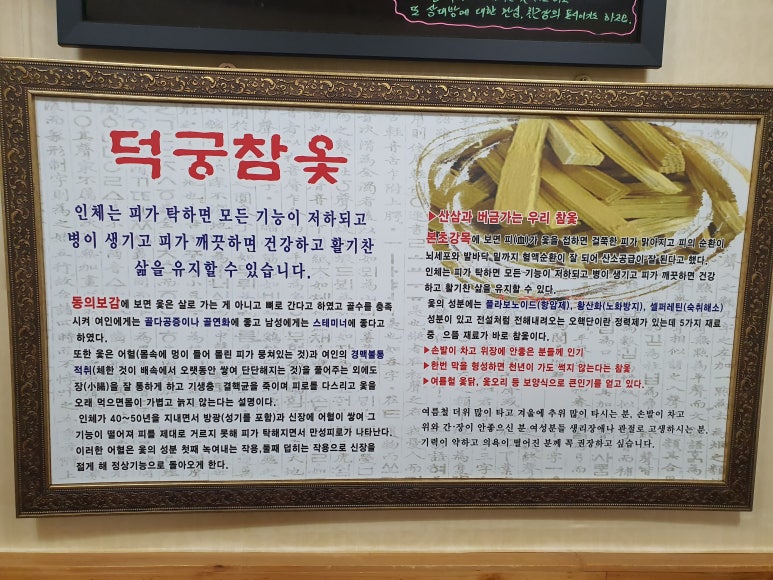 또 상대방에 대한 건성, 친근감의 표시기도 하고.
덕궁참옻
인체는 피가 탁하면 모든 기능이 저하되고
병이 생기고 피가 깨끗하면 건강하고 활기찬
삶을 유지할 수 있습니다.
동의보감에 보면 옻은 살로 가는 게 아니고 뼈로 간다고 하였고 골수를 충족
시켜 여인에게는 골다공증이나 골연화에 좋고 남성에게는 스테미너에 좋다고
하였다.
또한 옻은 어혈(몸속에 멍이 들어 몰린 피가 뭉쳐있는 것)과 여인의 경맥불통
적취(체한 것이 배속에서 오랫동안 쌓여 단단해지는 것)을 풀어주는 외에도
장(小腸)을 잘 통하게 하고 기생충 · 결핵균을 죽이며 피로를 다스리고 옻을
오래 먹으면몸이 가볍고 늙지 않는다는 설명이다.
인체가 40~50년을 지내면서 방광(성기를 포함)과 신장에 어혈이 쌓여 그
기능이 떨어져 피를 제대로 거르지 못해 피가 탁해지면서 만성피로가 나타난다.
이러한 어혈은 옻의 성분 첫째 녹여내는 작용,둘째 덥히는 작용으로 신장을
젊게 해 정상기능으로 돌아오게 한다.
▶산삼과 버금가는 우리 참옻
본초강목에 보면 피(血)가 옻을 접하면 걸쭉한 피가 맑아지고 피의 순환이
뇌세포와 발바닥 밑까지 혈액순환이 잘 되어 산소공급이 잘 된다고 했다.
인체는 피가 탁하면 모든 기능이 저하되고 병이 생기고 피가 깨끗하면 건강
하고 활기찬 삶을 유지할 수 있다.
옻의 성분에는 플라보노이드(항암제), 황산화(노화방지), 셀퍼레틴(숙취해소)
성분이 있고 전설처럼 전해내려오는 오핵단이란 정력제가 있는데 5가지 재료
중, 으뜸 재료가 바로 참옻이다.
▶손발이 차고 위장에 안좋은 분들께 인기
▶한번 막을 형성하면 천년이 가도 썩지 않는다는 참옻
▶여름철 옻닭, 옻오리 등 보양식으로 큰인기를 얻고 있다.
여름철 더위 많이 타고 겨울에 추위 많이 타시는 분, 손발이 차고
위와 간·장이 안좋으신 분 여성분들 생리장애나 관절로 고생하시는 분,
기력이 약하고 의욕이 떨어진 분께 꼭 권장하고 싶습니다.